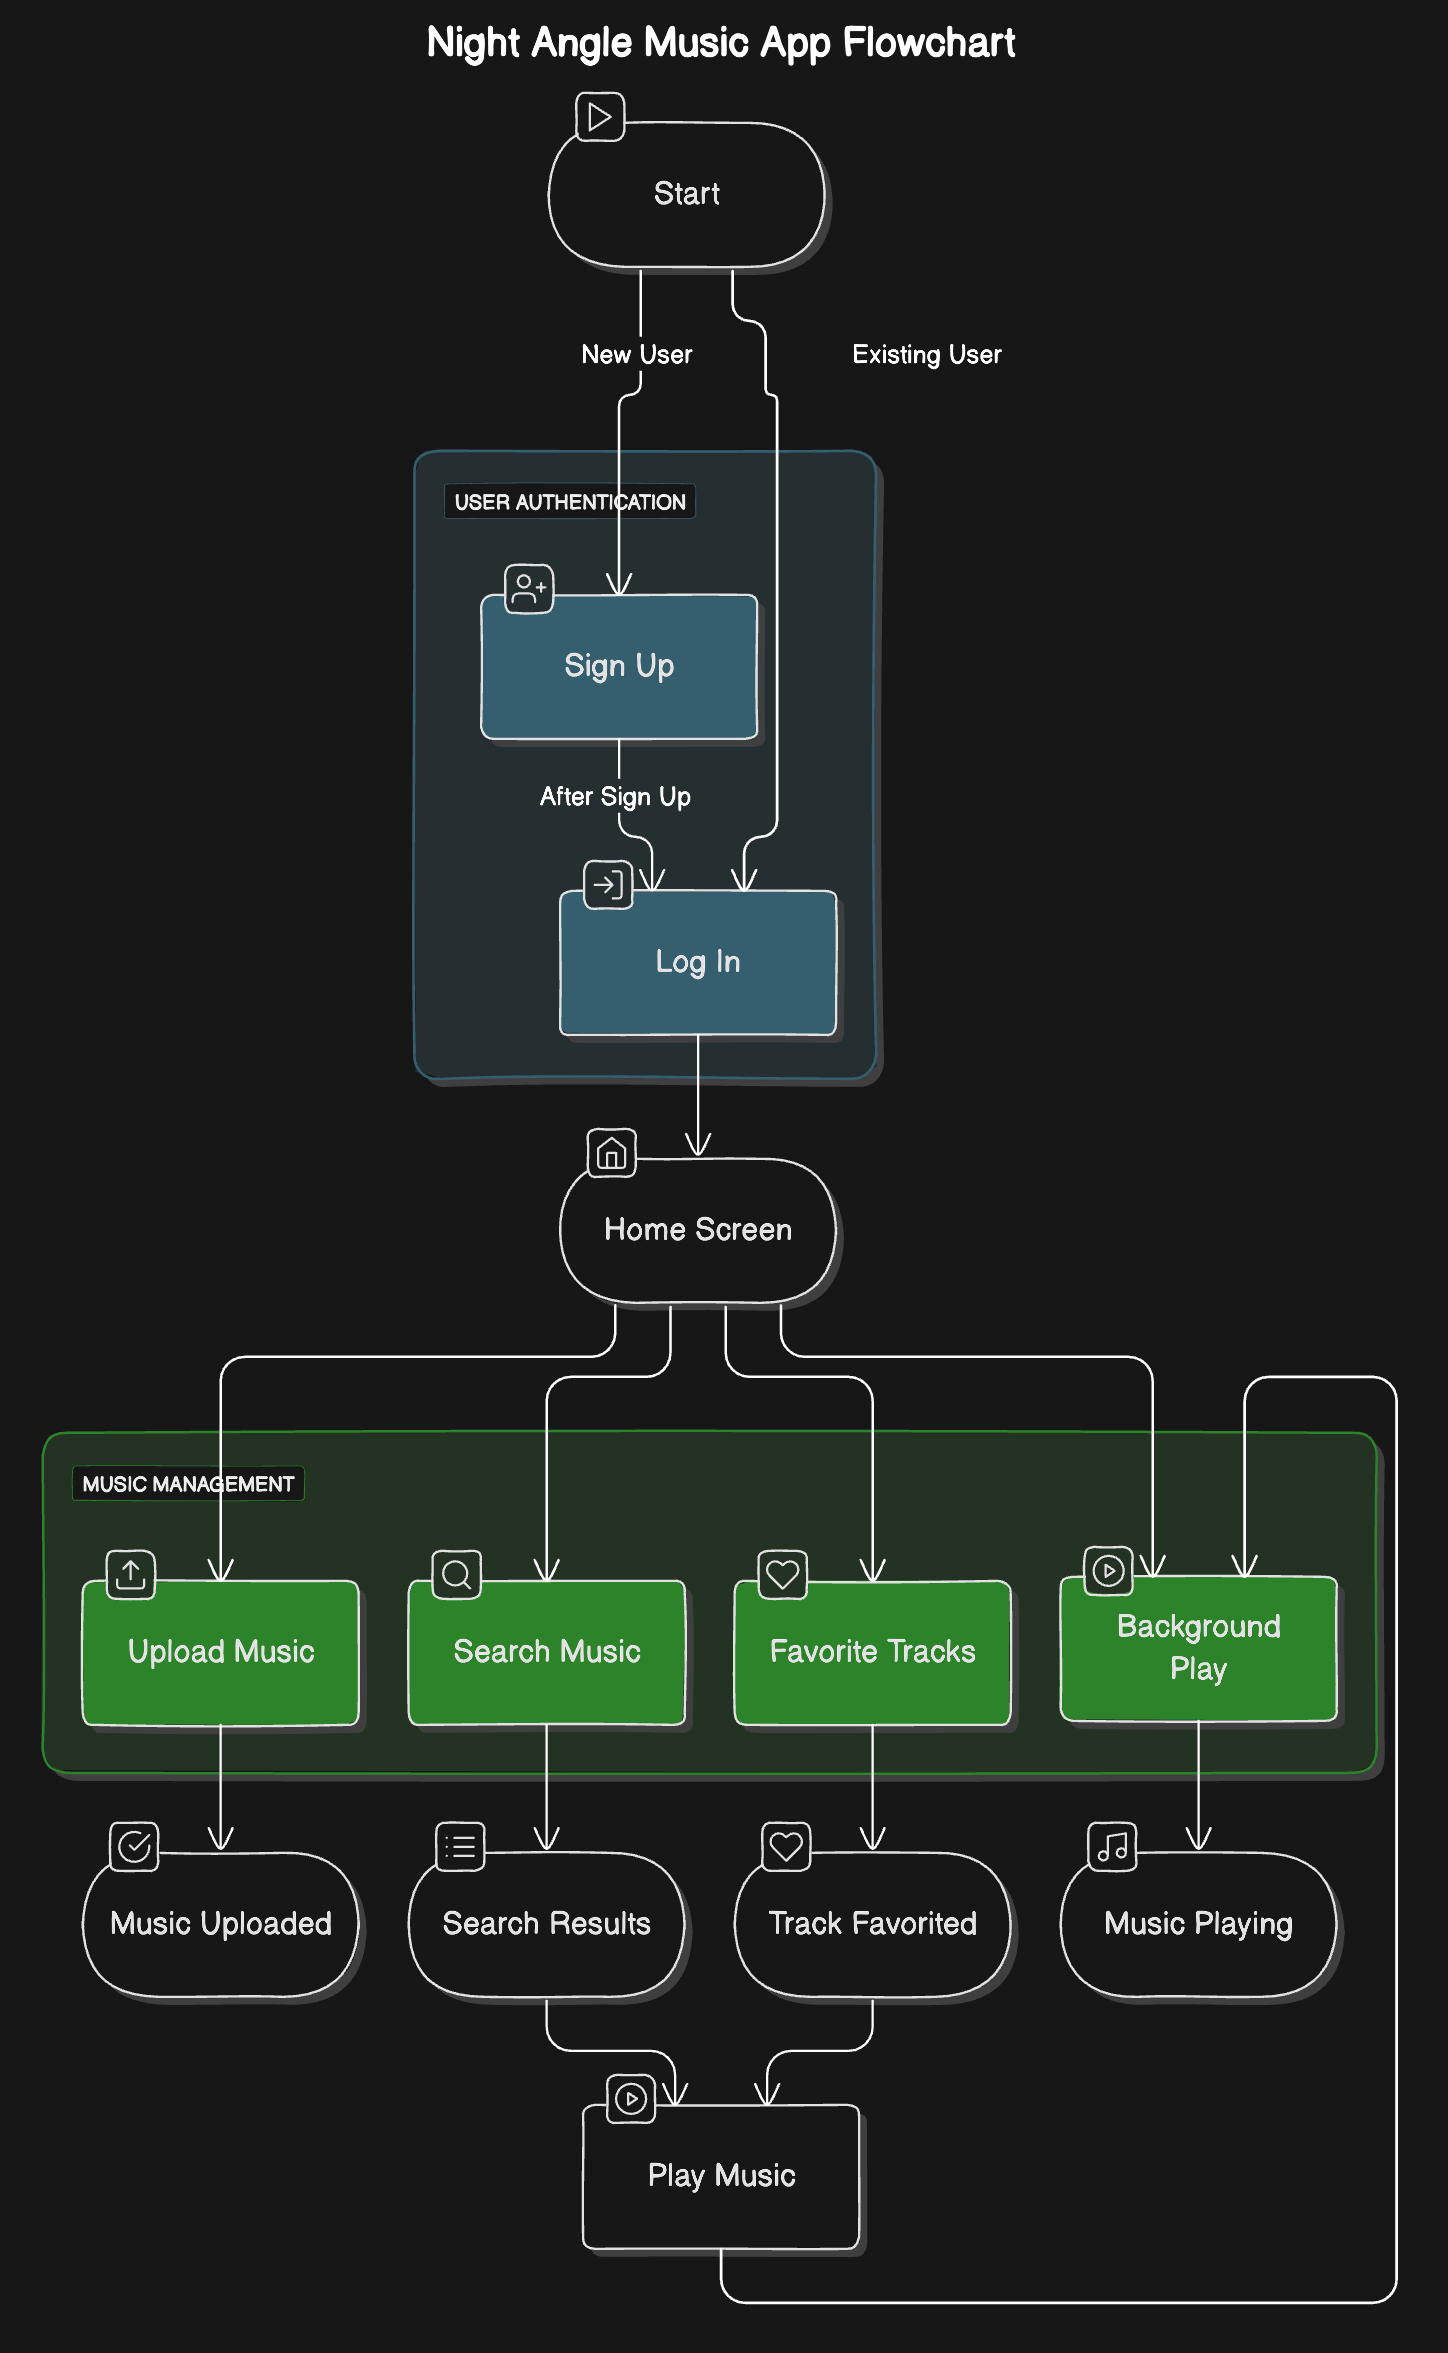 Night Angle Music App Flowchart
Start
New User
Existing User
USER AUTHENTICATION
Sign Up
After Sign Up
Log In
Home Screen
MUSIC MANAGEMENT
Upload Music
Search Music
Favorite Tracks
Background
Play
Music Uploaded
Search Results
Track Favorited
Music Playing
Play Music